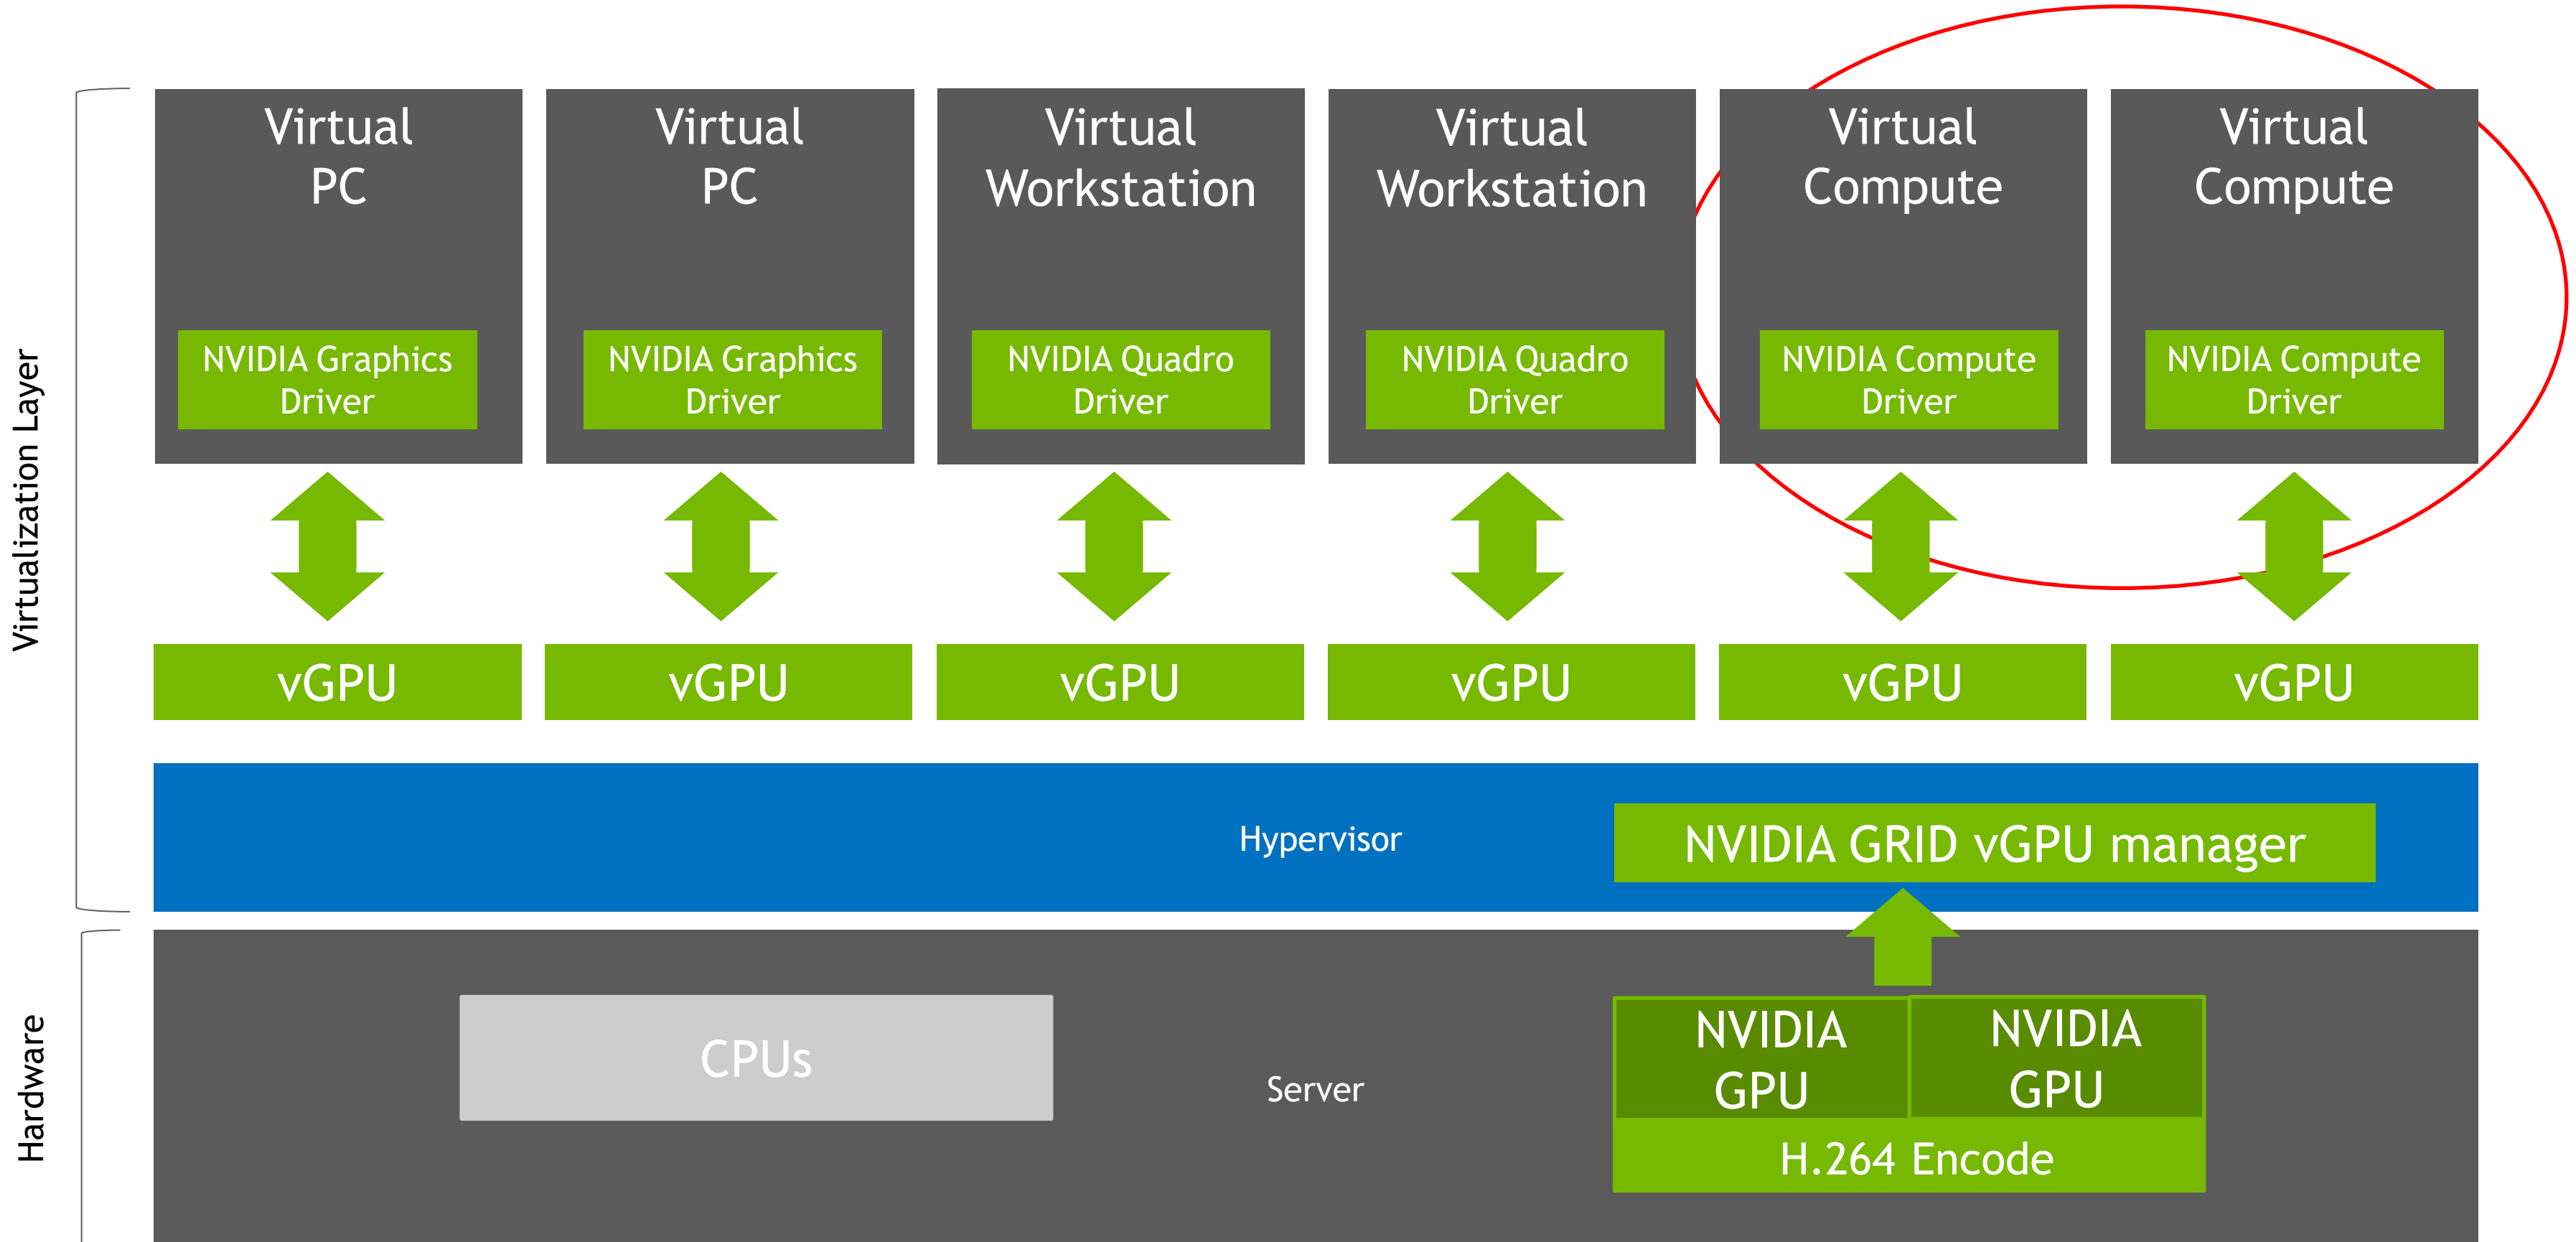 Virtualization Layer
Virtual
PC
NVIDIA Graphics
Driver
Virtual
PC
NVIDIA Graphics
Driver
Virtual
Workstation
NVIDIA Quadro
Driver
Virtual
Workstation
NVIDIA Quadro
Driver
Virtual
Compute
NVIDIA Compute
Driver
Virtual
Compute
NVIDIA Compute
Driver
vGPU
vGPU
vGPU
vGPU
vGPU
vGPU
Hypervisor
NVIDIA GRID vGPU manager
Hardware
CPUs
Server
NVIDIA
GPU
NVIDIA
GPU
H.264 Encode